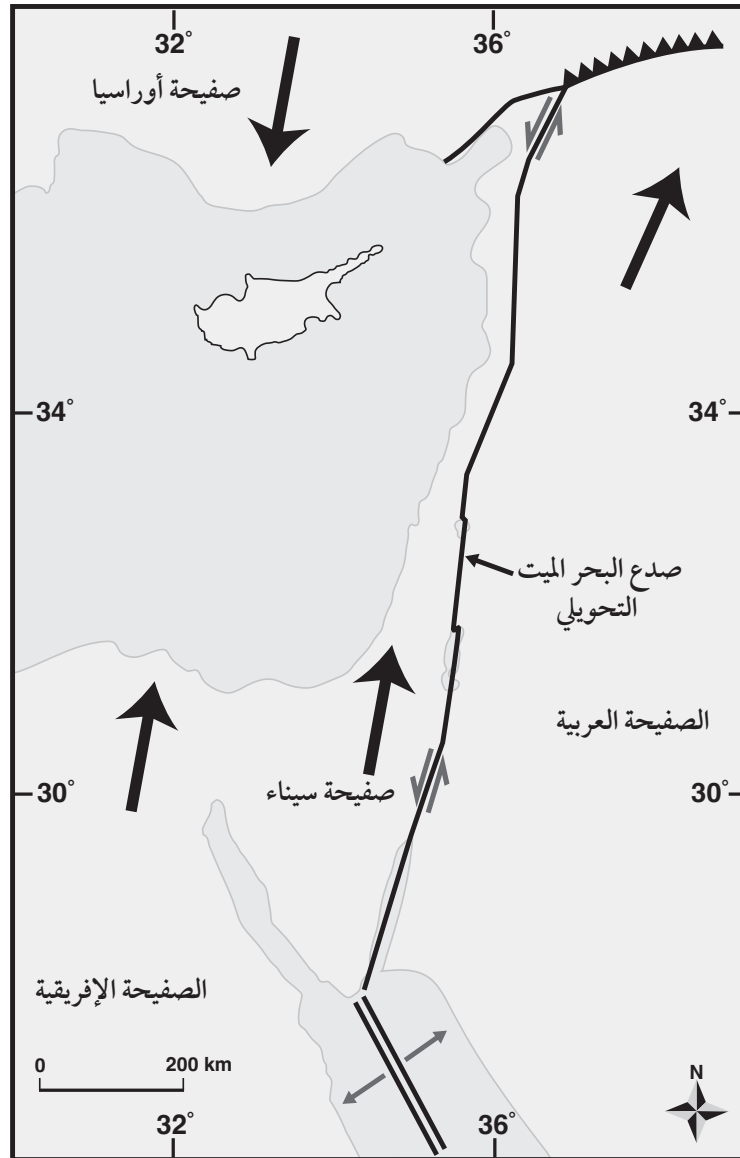 32° 36°
صفيحة أوراسيا
34° 34°
صدع البحر الميت
التحويلي
الصفيحة العربية
30° 30°
صفيحة سيناء
الصفيحة الإفريقية
0 200 km
N
32° 36°